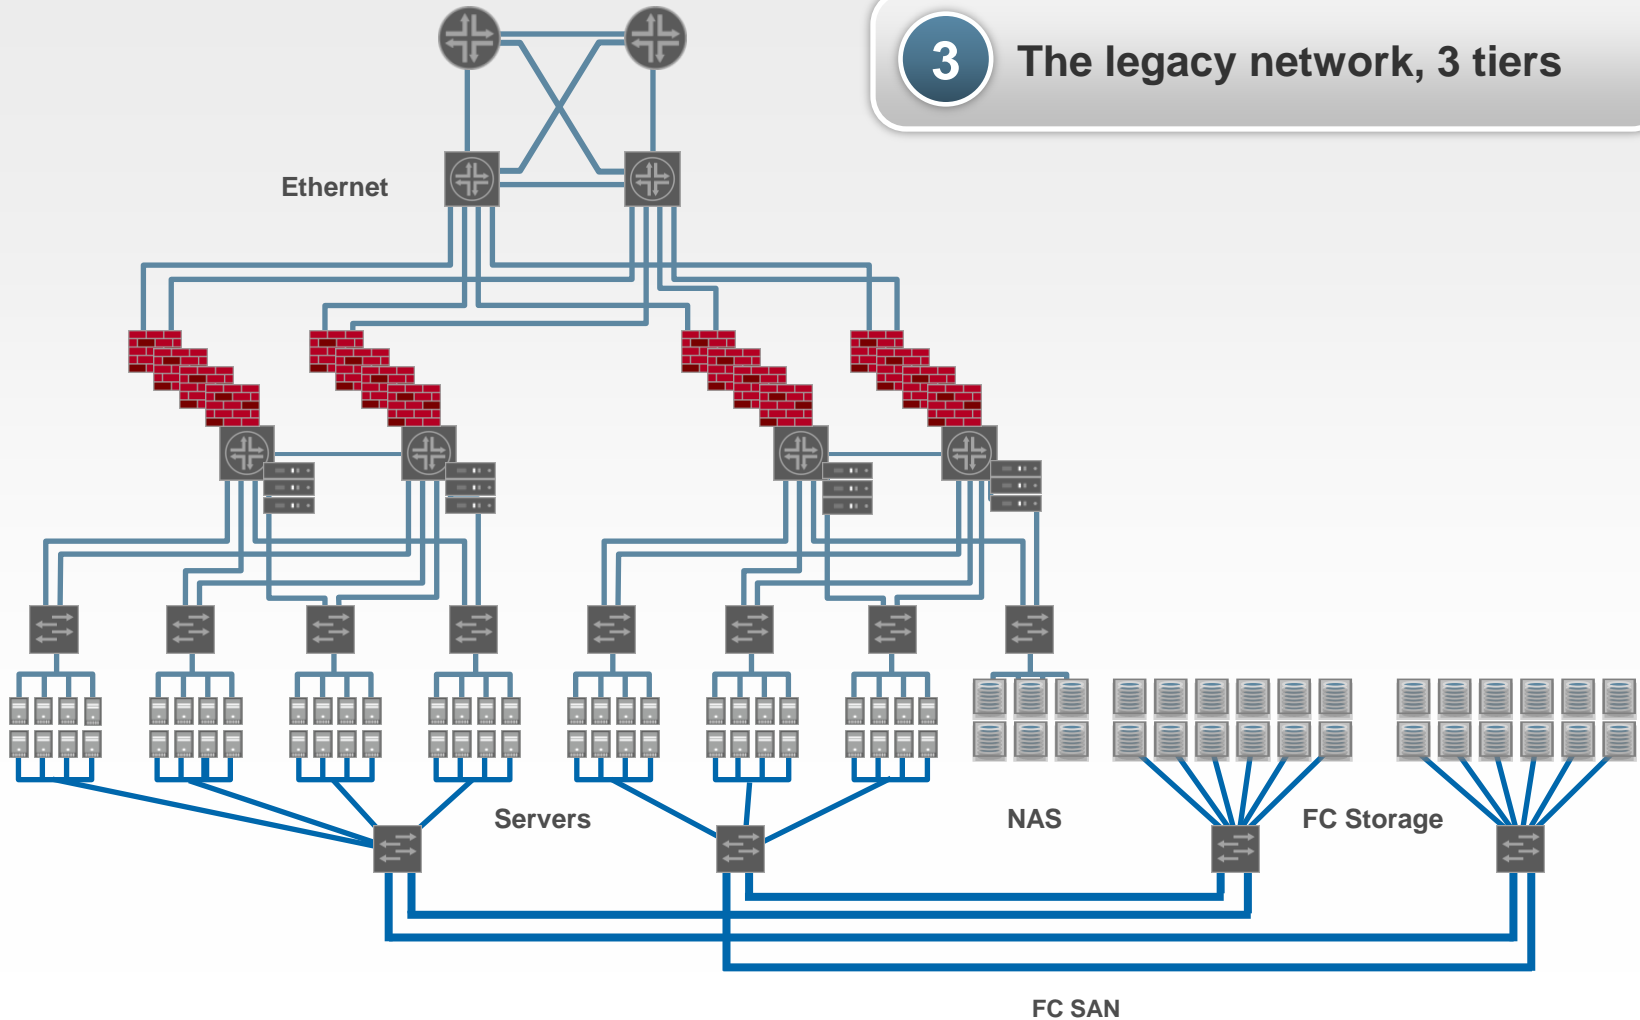 3
The legacy network, 3 tiers
Ethernet
Servers
NAS
FC Storage
FC SAN